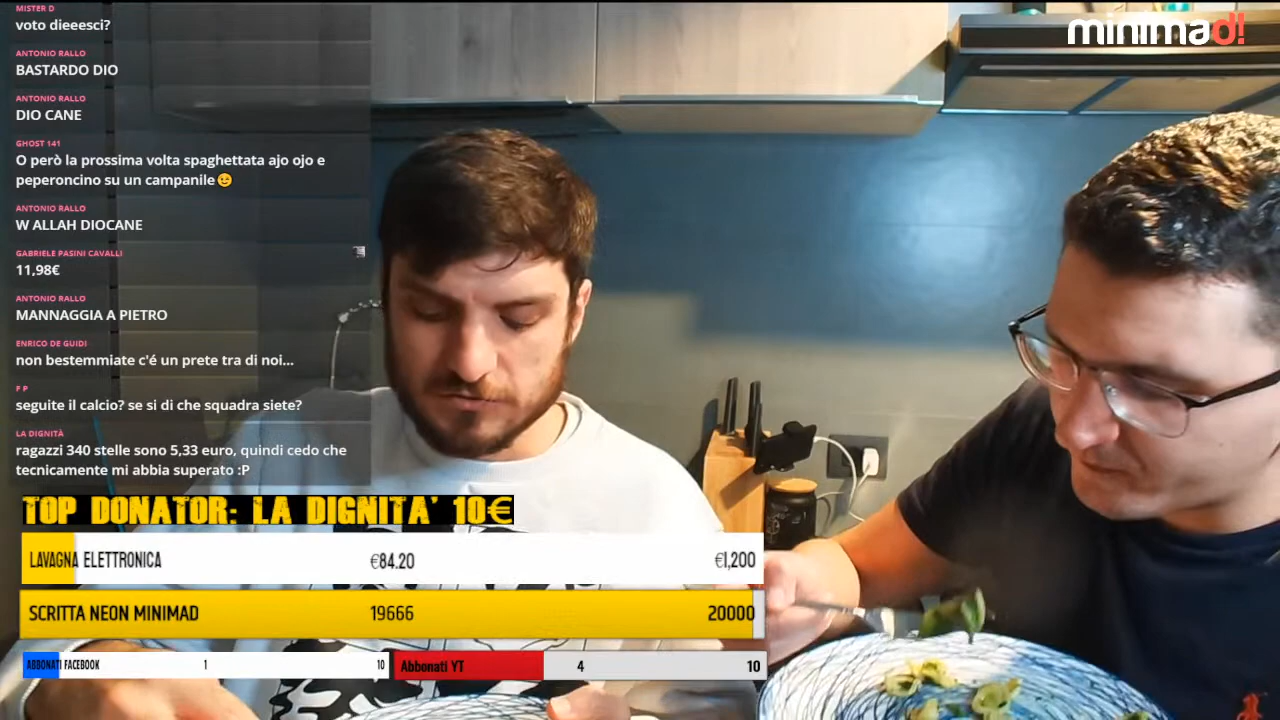 minimad!
MISTER D
voto dieeesci?
ANTONIO RALLO
BASTARDO DIO
ANTONIO RALLO
DIO CANE
GHOST 141
O però la prossima volta spaghettata ajo ojo e
peperoncino su un campanile😉
ANTONIO RALLO
W ALLAH DIOCANE
GABRIELE PASINI CAVALLI
11,98€
ANTONIO RALLO
MANNAGGIA A PIETRO
ENRICO DE GUIDI
non bestemmiate c'é un prete tra di noi...
F P
seguite il calcio? se si di che squadra siete?
LA DIGNITÀ
ragazzi 340 stelle sono 5,33 euro, quindi cedo che
tecnicamente mi abbia superato :P
TOP DONATOR: LA DIGNITA' 10€
LAVAGNA ELETTRONICA €84.20 €1,200
SCRITTA NEON MINIMAD 19666 20000
ABBONATI FACEBOOK 1 10 Abbonati YT 4 10